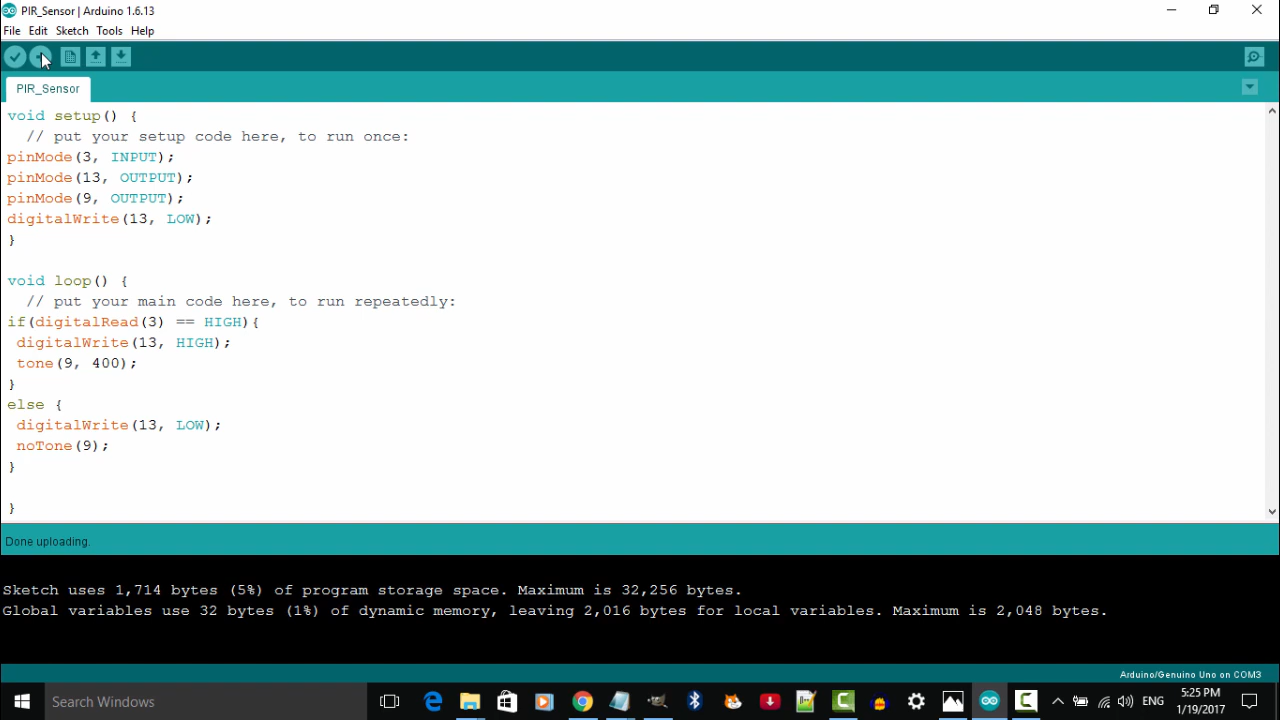 PIR_Sensor | Arduino 1.6.13
File Edit Sketch Tools Help
PIR_Sensor
void setup() {
  // put your setup code here, to run once:
pinMode(3, INPUT);
pinMode(13, OUTPUT);
pinMode(9, OUTPUT);
digitalWrite(13, LOW);
}
void loop() {
  // put your main code here, to run repeatedly:
if(digitalRead(3) == HIGH){
 digitalWrite(13, HIGH);
 tone(9, 400);
}
else {
 digitalWrite(13, LOW);
 noTone(9);
}
}
Done uploading.
Sketch uses 1,714 bytes (5%) of program storage space. Maximum is 32,256 bytes.
Global variables use 32 bytes (1%) of dynamic memory, leaving 2,016 bytes for local variables. Maximum is 2,048 bytes.
Arduino/Genuino Uno on COM3
Search Windows
ENG
5:25 PM
1/19/2017